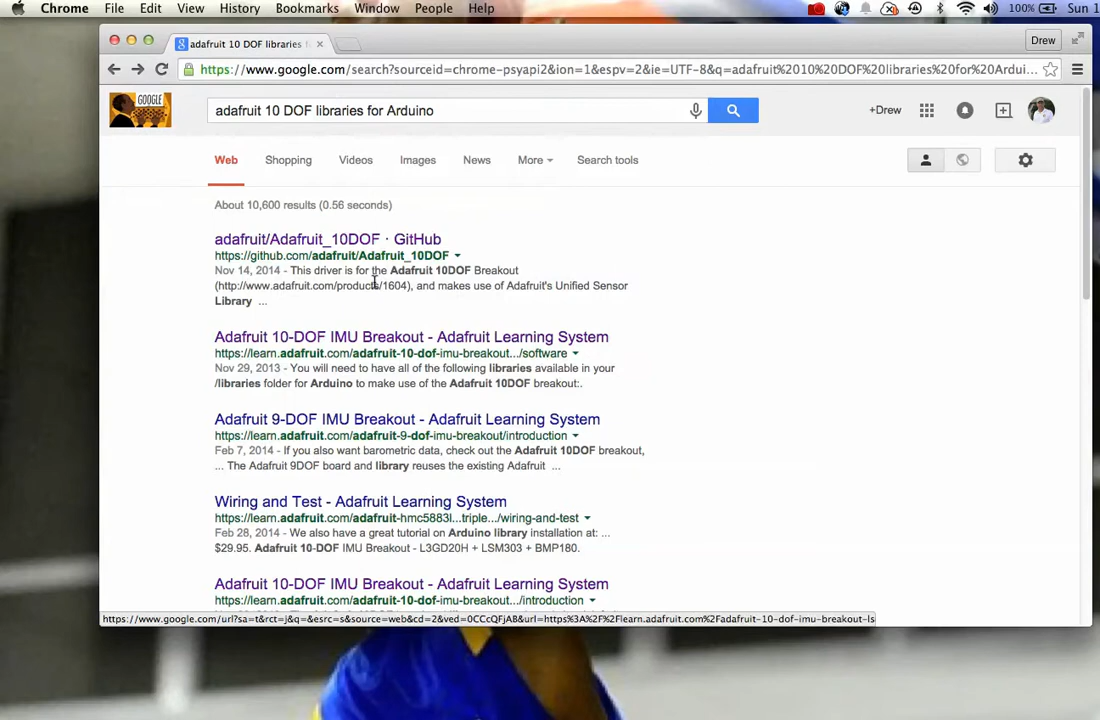 Chrome File Edit View History Bookmarks Window People Help 100% Sun 1
adafruit 10 DOF libraries f
Drew
https://www.google.com/search?sourceid=chrome-psyapi2&ion=1&espv=2&ie=UTF-8&q=adafruit%2010%20DOF%20libraries%20for%20Ardui...
GOOGLE
adafruit 10 DOF libraries for Arduino
+Drew
Web Shopping Videos Images News More Search tools
About 10,600 results (0.56 seconds)
adafruit/Adafruit_10DOF · GitHub
https://github.com/adafruit/Adafruit_10DOF
Nov 14, 2014 - This driver is for the Adafruit 10DOF Breakout
(http://www.adafruit.com/products/1604), and makes use of Adafruit's Unified Sensor
Library ...
Adafruit 10-DOF IMU Breakout - Adafruit Learning System
https://learn.adafruit.com/adafruit-10-dof-imu-breakout.../software
Nov 29, 2013 - You will need to have all of the following libraries available in your
/libraries folder for Arduino to make use of the Adafruit 10DOF breakout:.
Adafruit 9-DOF IMU Breakout - Adafruit Learning System
https://learn.adafruit.com/adafruit-9-dof-imu-breakout/introduction
Feb 7, 2014 - If you also want barometric data, check out the Adafruit 10DOF breakout,
... The Adafruit 9DOF board and library reuses the existing Adafruit ...
Wiring and Test - Adafruit Learning System
https://learn.adafruit.com/adafruit-hmc5883l...triple.../wiring-and-test
Feb 28, 2014 - We also have a great tutorial on Arduino library installation at: ...
$29.95. Adafruit 10-DOF IMU Breakout - L3GD20H + LSM303 + BMP180.
Adafruit 10-DOF IMU Breakout - Adafruit Learning System
https://learn.adafruit.com/adafruit-10-dof-imu-breakout.../introduction
https://www.google.com/url?sa=t&rct=j&q=&esrc=s&source=web&cd=2&ved=0CCcQFjAB&url=https%3A%2F%2Flearn.adafruit.com%2Fadafruit-10-dof-imu-breakout-ls